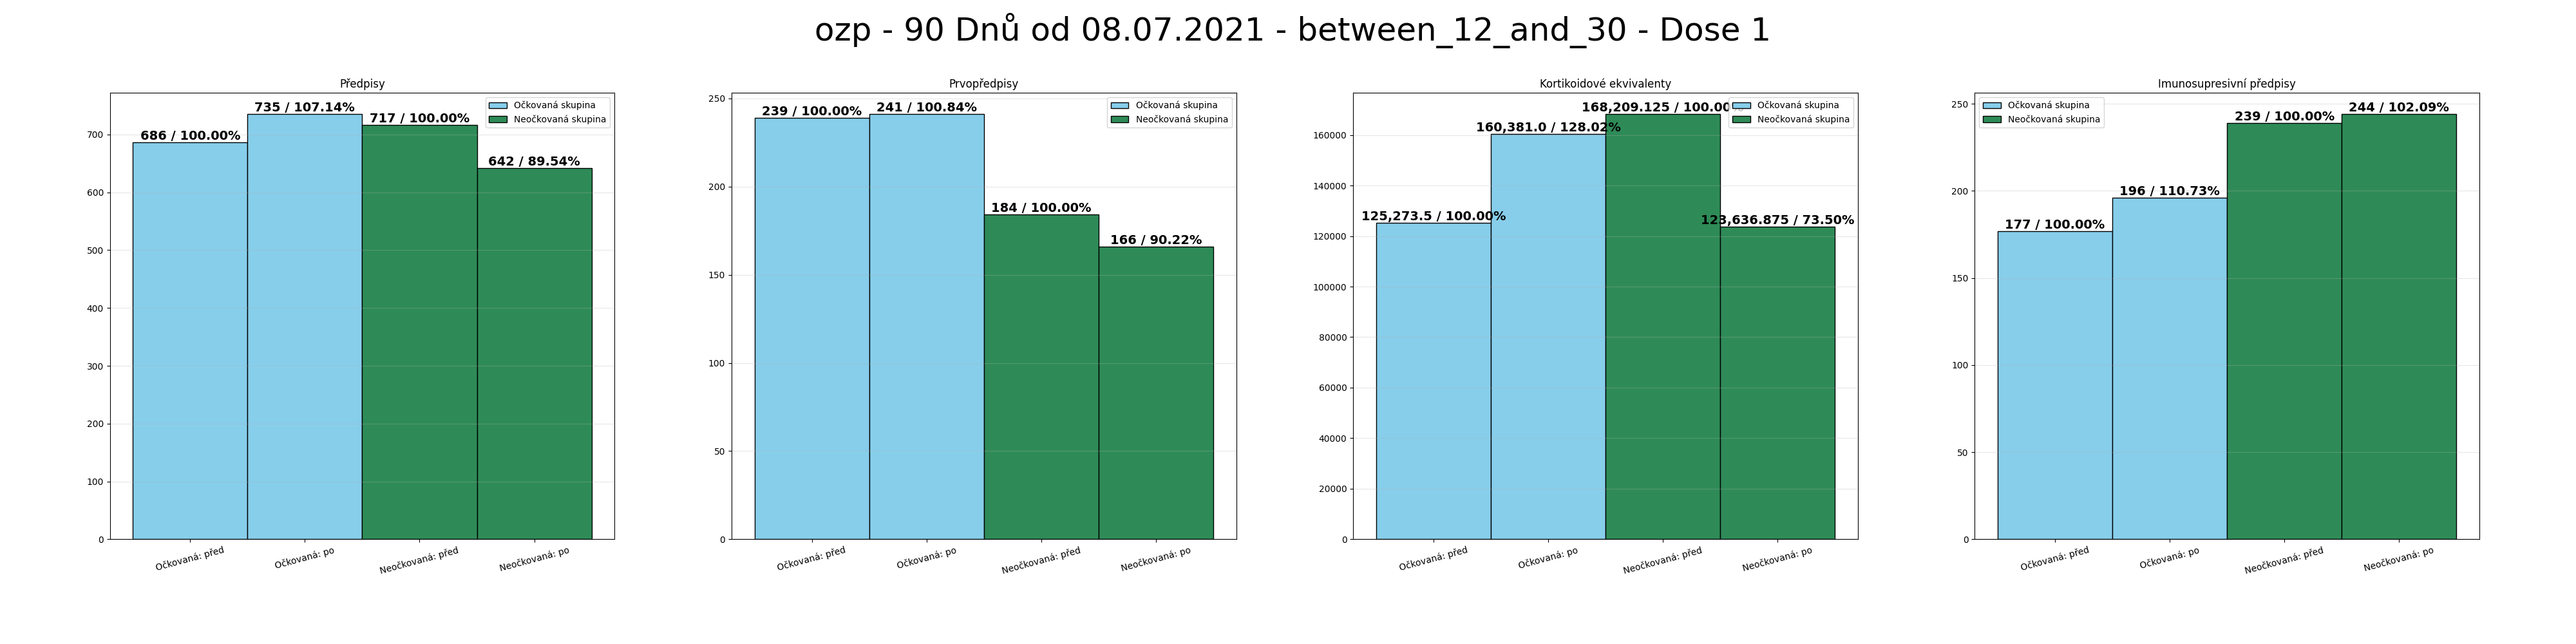 ozp - 90 Dnů od 08.07.2021 - between_12_and_30 - Dose 1
Předpisy
735 / 107.14%
717 / 100.00%
686 / 100.00%
642 / 89.54%
Očkovaná skupina
Neočkovaná skupina
700
600
500
400
300
200
100
0
Očkovaná: před
Očkovaná: po
Neočkovaná: před
Neočkovaná: po
Prvopředpisy
239 / 100.00%
241 / 100.84%
184 / 100.00%
166 / 90.22%
Očkovaná skupina
Neočkovaná skupina
250
200
150
100
50
0
Očkovaná: před
Očkovaná: po
Neočkovaná: před
Neočkovaná: po
Kortikoidové ekvivalenty
168,209.125 / 100.00
160,381.0 / 128.02%
125,273.5 / 100.00%
123,636.875 / 73.50%
Očkovaná skupina
Neočkovaná skupina
160000
140000
120000
100000
80000
60000
40000
20000
0
Očkovaná: před
Očkovaná: po
Neočkovaná: před
Neočkovaná: po
Imunosupresivní předpisy
Očkovaná skupina
Neočkovaná skupina
244 / 102.09%
239 / 100.00%
196 / 110.73%
177 / 100.00%
250
200
150
100
50
0
Očkovaná: před
Očkovaná: po
Neočkovaná: před
Neočkovaná: po